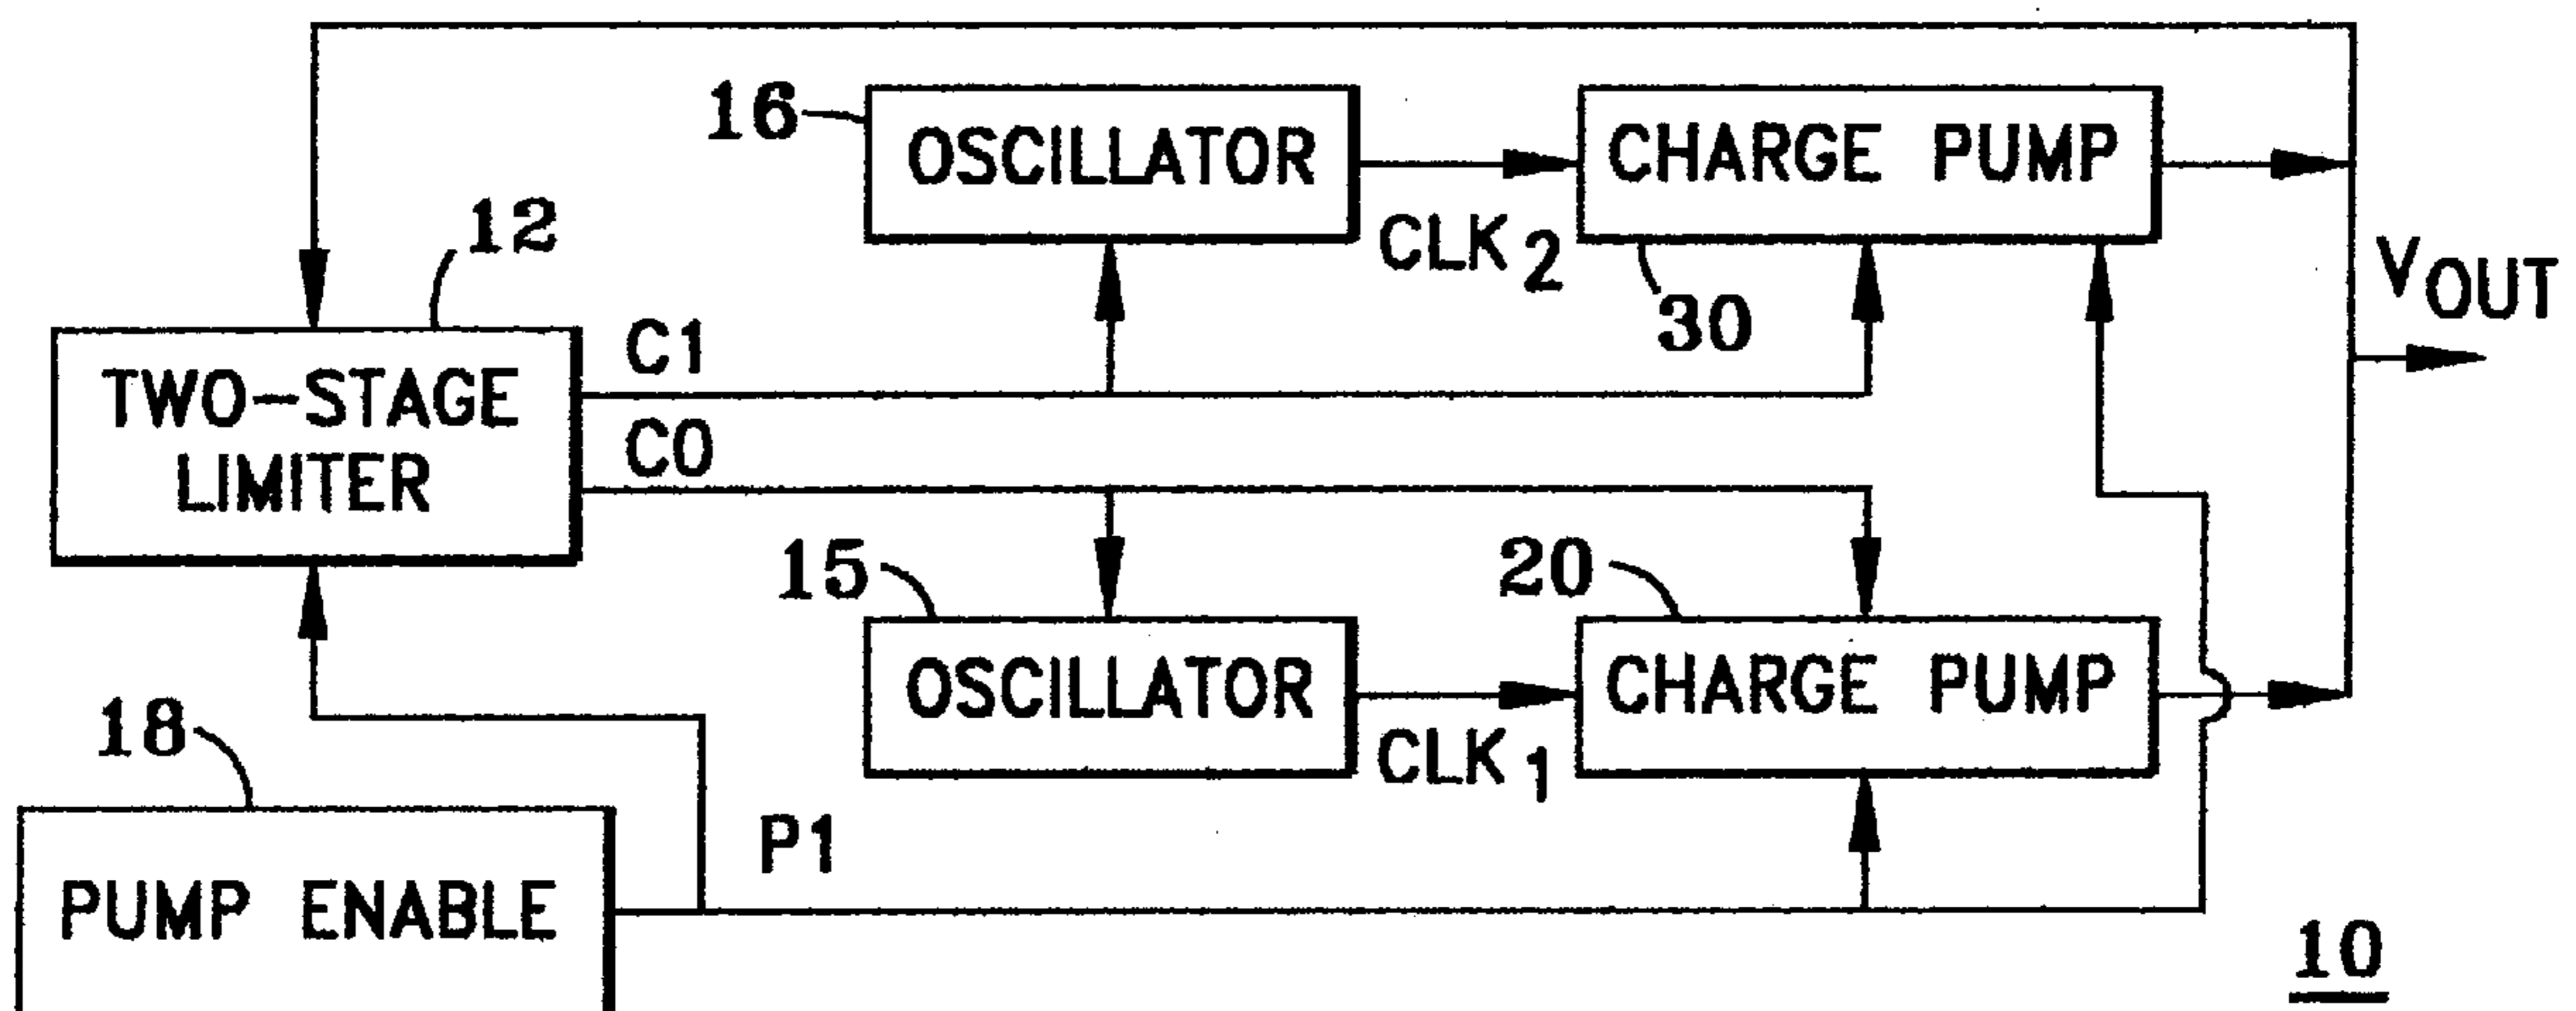 16
OSCILLATOR
CHARGE PUMP
CLK2
30
VOUT
12
TWO-STAGE
LIMITER
C1
C0
15
OSCILLATOR
20
CHARGE PUMP
CLK1
18
PUMP ENABLE
P1
10